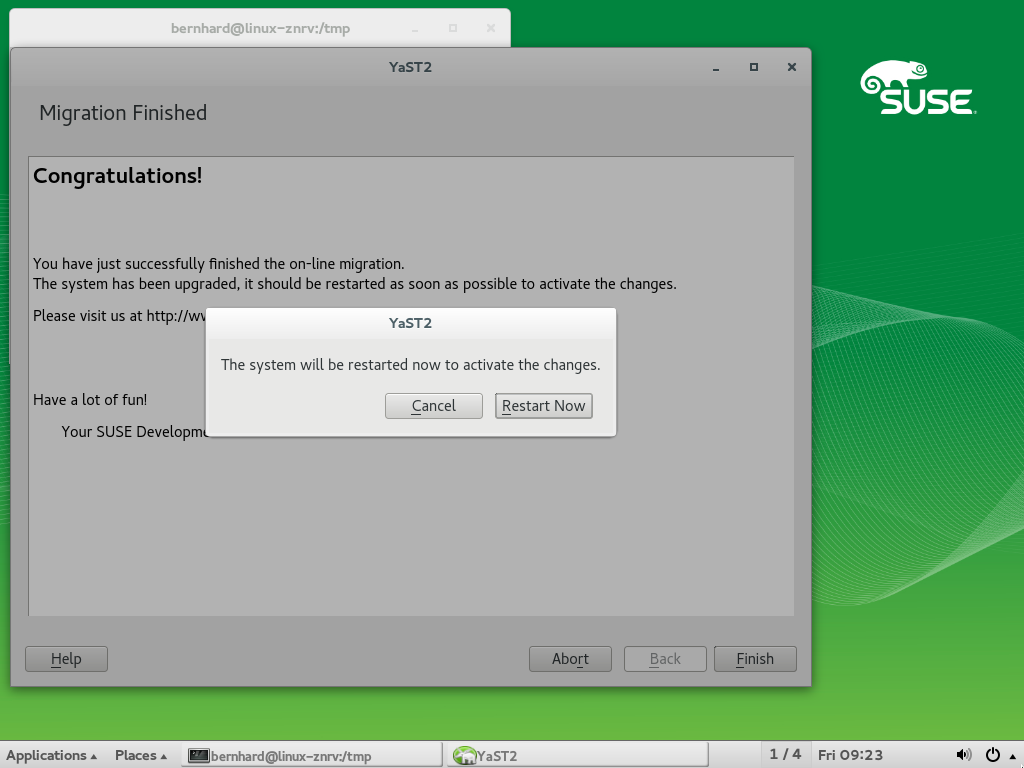 bernhard@linux-znrv:/tmp
YaST2
SUSE
Migration Finished
Congratulations!
You have just successfully finished the on-line migration.
The system has been upgraded, it should be restarted as soon as possible to activate the changes.
Please visit us at
YaST2
The system will be restarted now to activate the changes.
Cancel Restart Now
Have a lot of fun!
Your SUSE
Help Abort Back Finish
Applications Places bernhard@linux-znrv:/tmp YaST2 1 / 4 Fri 09:23